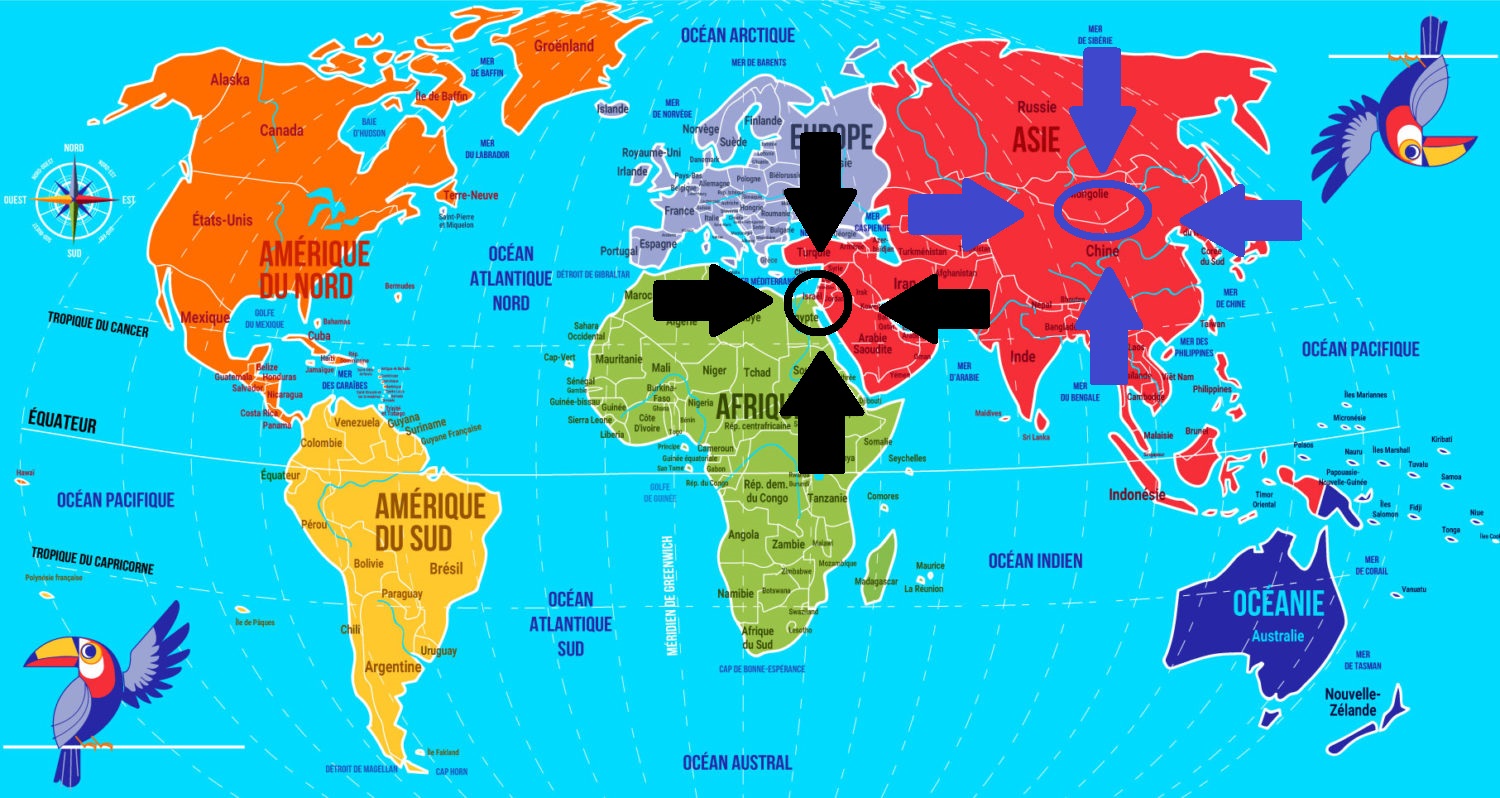 OCÉAN ARCTIQUE
MER
DE SIBÉRIE
Groënland
MER
DE BAFFIN
MER DE BARENTS
Alaska
Île de Baffin
Islande
MER
DE NORVÈGE
Russie
ASIE
Canada
BAIE
D'HUDSON
Norvège
Finlande
Suède
EUROPE
MER
DU LABRADOR
NORD
OUEST
EST
SUD
Royaume-Uni
Irlande
Danemark
Pays-Bas
Belgique
Allemagne
Pologne
Biélorussie
Terre-Neuve
Saint-Pierre
et Miquelon
France
Italie
Roumanie
Bulgarie
États-Unis
AMÉRIQUE
DU NORD
OCÉAN
ATLANTIQUE
NORD
Portugal
Espagne
Grèce
DÉTROIT DE GIBRALTAR
MER
CASPIENNE
Turquie
Turkménistan
Chine
Corée
du Sud
Bermudes
Maroc
Israël
Irak
Iran
Népal
MER
DE CHINE
TROPIQUE DU CANCER
Mexique
GOLFE
DU MEXIQUE
Bahamas
Cuba
Sahara
Occidental
Arabie
Saoudite
Oman
Yémen
Inde
Taïwan
MER DES
PHILIPPINES
OCÉAN PACIFIQUE
Cap-Vert
Mauritanie
Mali
Niger
Tchad
MER
D'ARABIE
MER
DU BENGALE
Laos
Viêt Nam
Cambodge
Philippines
Belize
Guatemala
Honduras
Salvador
Nicaragua
Haïti
Jamaïque
MER
DES CARAÏBES
Costa Rica
Panama
Sénégal
Gambie
Guinée-bissau
Guinée
Sierra Leone
Liberia
Burkina-
Faso
Ghana
Côte
D'Ivoire
Togo
Bénin
Nigeria
Rép. centrafricaine
Djibouti
Maldives
Sri Lanka
Îles Mariannes
Micronésie
ÉQUATEUR
Venezuela
Guyana
Suriname
Guyane Française
Colombie
Cameroun
Principe
Guinée équatoriale
Sao Tome
Gabon
Rép. du Congo
Somalie
Seychelles
Malaisie
Brunei
Singapour
Palaos
Nauru
Îles Marshall
Kiribati
Tuvalu
Samoa
Hawaï
OCÉAN PACIFIQUE
Équateur
AMÉRIQUE
DU SUD
Pérou
GOLFE
DE GUINÉE
Rép. dem.
du Congo
Burundi
Tanzanie
Comores
Indonésie
Timor
Oriental
Papouasie-
Nouvelle-Guinée
Îles
Salomon
Fidji
Niue
Tonga
TROPIQUE DU CAPRICORNE
Polynésie française
Bolivie
Brésil
Angola
Zambie
Malawi
Mozambique
Zimbabwe
Madagascar
Maurice
La Réunion
OCÉAN INDIEN
MER
DE CORAIL
Vanuatu
Île de Pâques
Paraguay
OCÉAN
ATLANTIQUE
SUD
MÉRIDIEN DE GREENWICH
Namibie
Botswana
Swaziland
Lesotho
Afrique
du Sud
CAP DE BONNE-ESPÉRANCE
OCÉANIE
Australie
MER
DE TASMAN
Chili
Uruguay
Argentine
Nouvelle-
Zélande
OCÉAN AUSTRAL
DÉTROIT DE MAGELLAN
CAP HORN